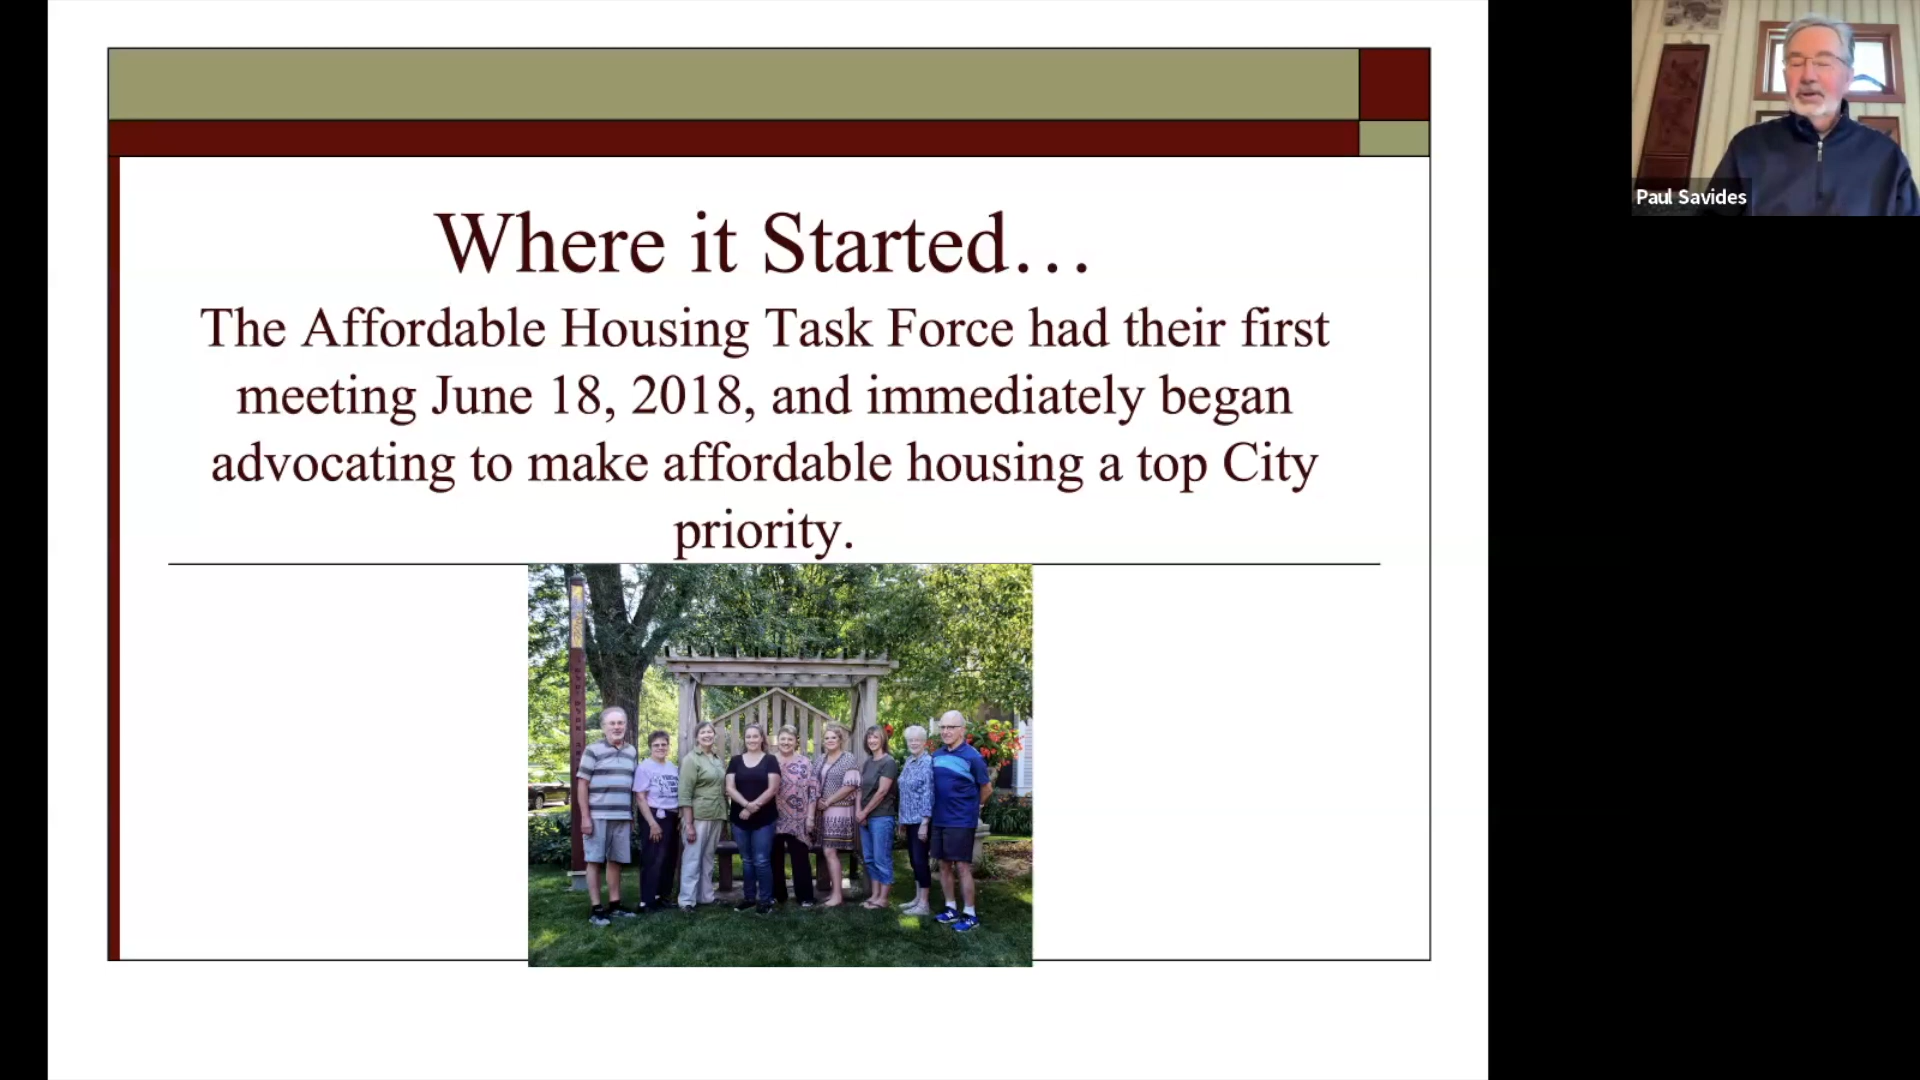 Where it Started…
The Affordable Housing Task Force had their first
meeting June 18, 2018, and immediately began
advocating to make affordable housing a top City
priority.
Paul Savides